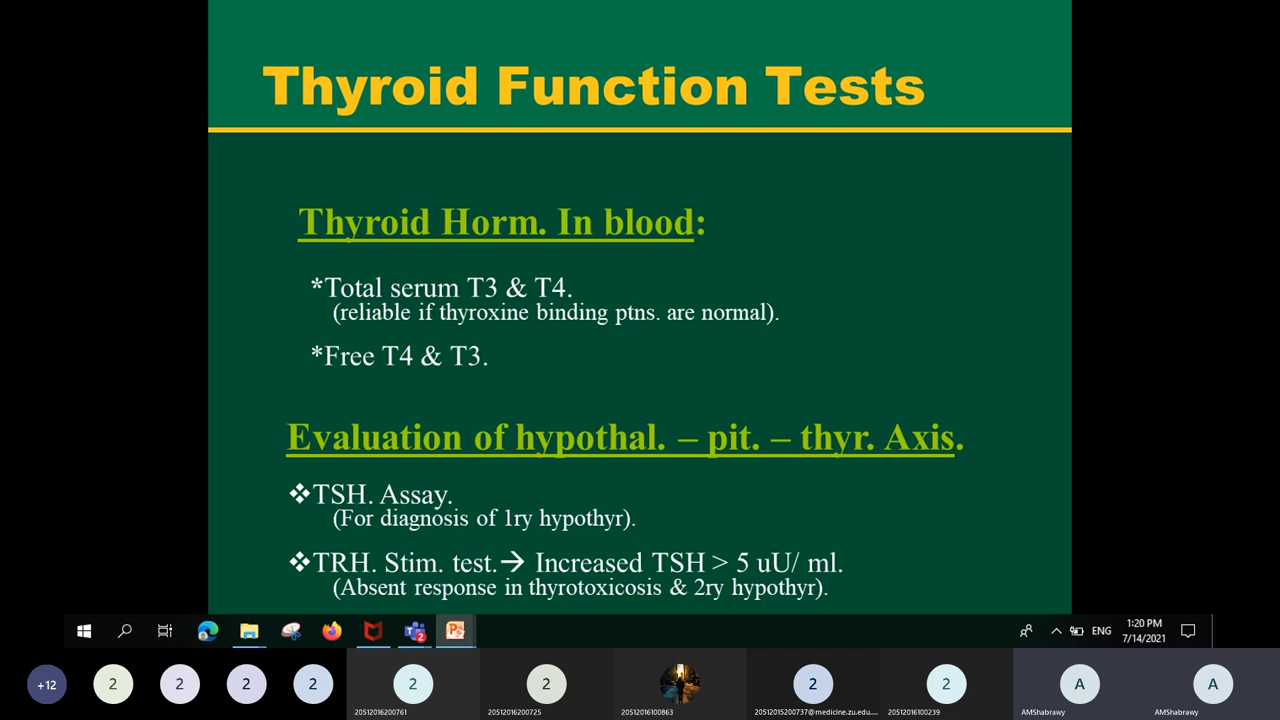 Thyroid Function Tests
Thyroid Horm. In blood:
*Total serum T3 & T4.
(reliable if thyroxine binding ptns. are normal).
*Free T4 & T3.
Evaluation of hypothal. – pit. – thyr. Axis.
❖TSH. Assay.
(For diagnosis of 1ry hypothyr).
❖TRH. Stim. test.→ Increased TSH > 5 uU/ ml.
(Absent response in thyrotoxicosis & 2ry hypothyr).
2
ENG
1:20 PM
7/14/2021
+12
2
2
2
2
2
2
2
2
A
A
20512016200761
20512016200725
20512016100863
20512015200737@medicine.zu.edu....
20512016100239
AMShabrawy
AMShabrawy